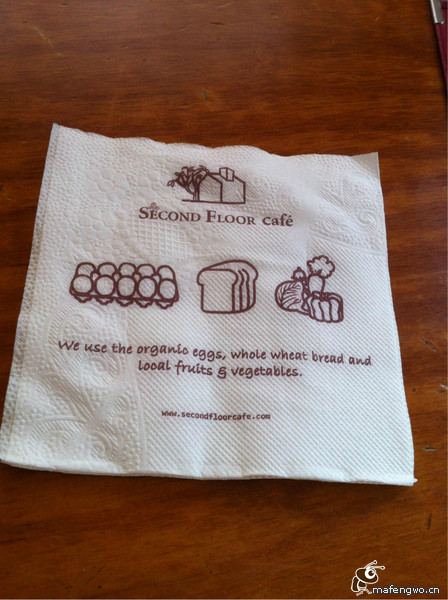 the
SECOND FLOOR café
We use the organic eggs, whole wheat bread and
local fruits & vegetables.
www.secondfloorcafe.com
mafengwo.cn